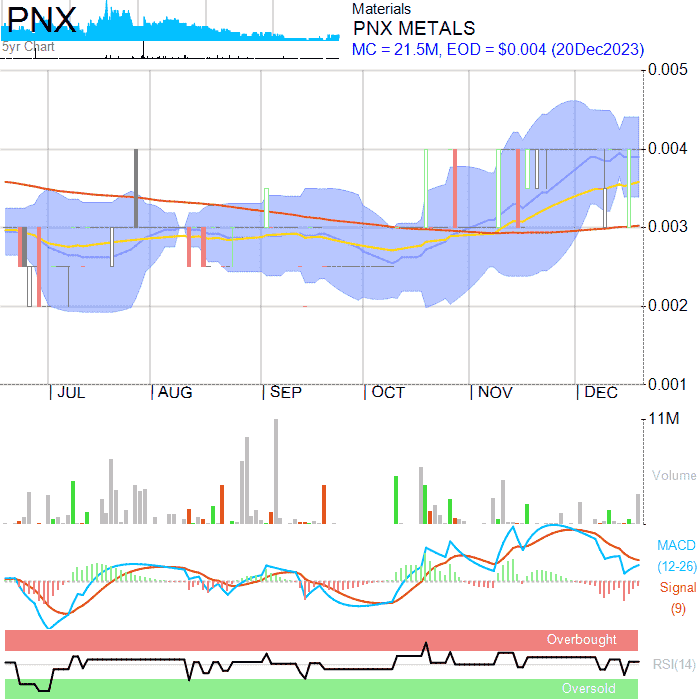 PNX
5yr Chart
Materials
PNX METALS
MC = 21.5M, EOD = $0.004 (20Dec2023)
0.005
0.004
0.003
0.002
0.001
JUL AUG SEP OCT NOV DEC
11M
Volume
MACD
(12-26)
Signal
(9)
Overbought
RSI(14)
Oversold